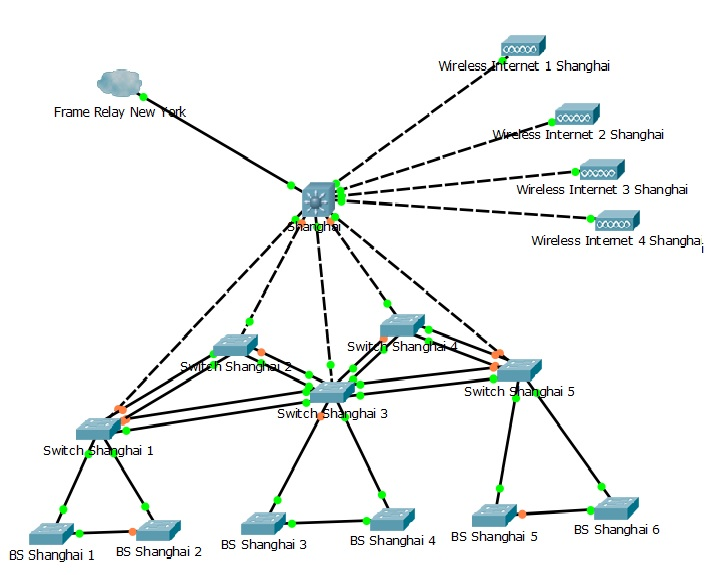 Wireless Internet 1 Shanghai
Frame Relay New York
Wireless Internet 2 Shanghai
Wireless Internet 3 Shanghai
Shanghai
Wireless Internet 4 Shanghai
Switch Shanghai 4
Switch Shanghai 2
Switch Shanghai 5
Switch Shanghai 3
Switch Shanghai 1
BS Shanghai 5
BS Shanghai 6
BS Shanghai 3
BS Shanghai 4
BS Shanghai 1
BS Shanghai 2